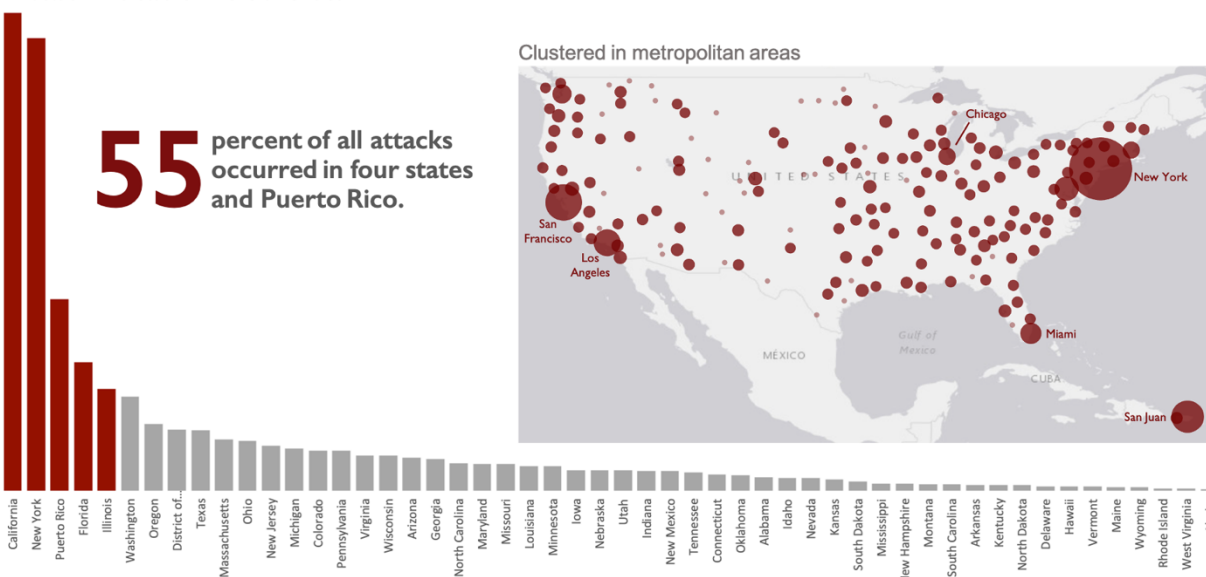 Clustered in metropolitan areas
55
percent of all attacks
occurred in four states
and Puerto Rico.
Chicago
UNITED STATES
New York
San
Francisco
Los
Angeles
Gulf of
Mexico
Miami
MÉXICO
CUBA
San Juan
California
New York
Puerto Rico
Florida
Illinois
Washington
Oregon
District of...
Texas
Massachusetts
Ohio
New Jersey
Michigan
Colorado
Pennsylvania
Virginia
Wisconsin
Arizona
Georgia
North Carolina
Maryland
Missouri
Louisiana
Minnesota
Iowa
Nebraska
Utah
Indiana
New Mexico
Tennessee
Connecticut
Oklahoma
Alabama
Idaho
Nevada
Kansas
South Dakota
Mississippi
New Hampshire
Montana
South Carolina
Arkansas
Kentucky
North Dakota
Delaware
Hawaii
Vermont
Maine
Wyoming
Rhode Island
West Virginia